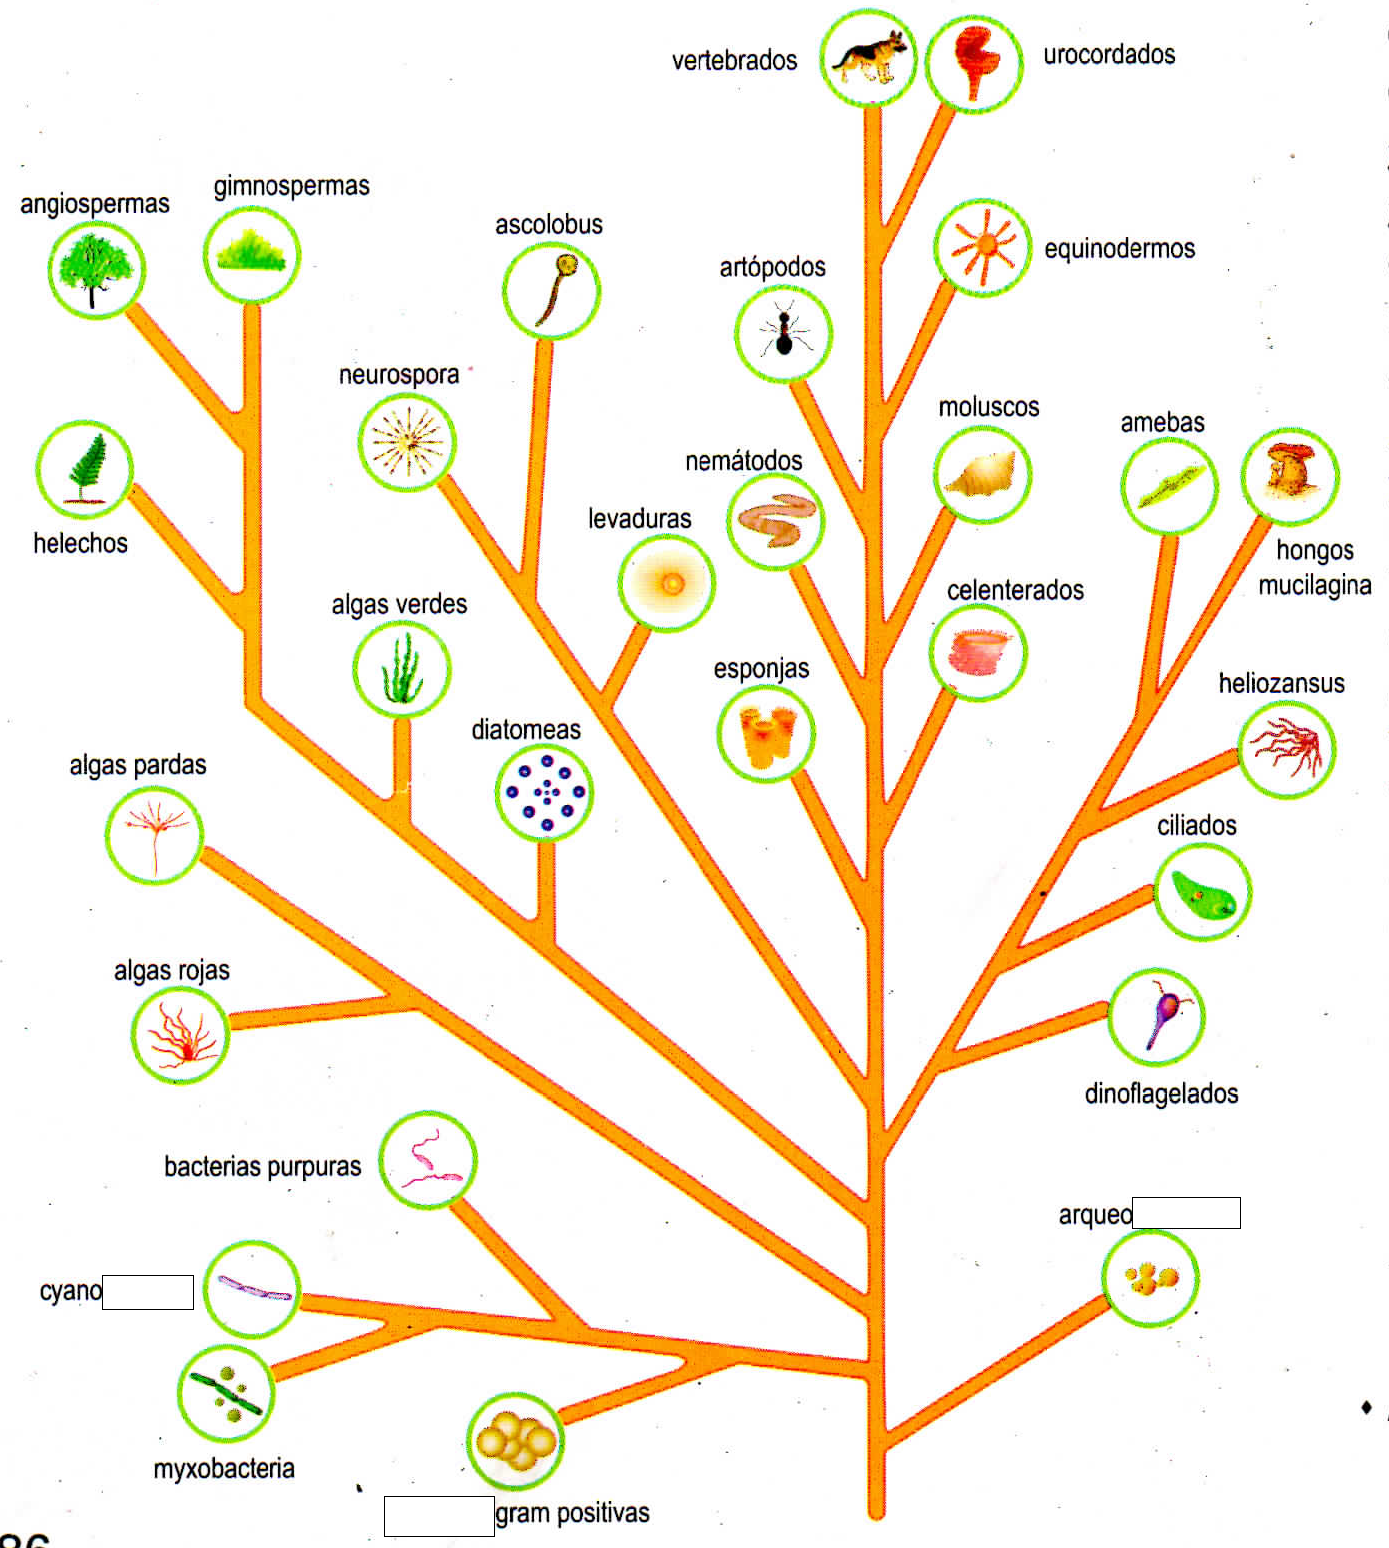 vertebrados
urocordados
gimnospermas
angiospermas
ascolobus
equinodermos
artópodos
neurospora
moluscos
amebas
nemátodos
levaduras
helechos
hongos
mucilagina
celenterados
algas verdes
esponjas
heliozansus
diatomeas
algas pardas
ciliados
algas rojas
dinoflagelados
bacterias purpuras
arqueo
cyano
myxobacteria
gram positivas